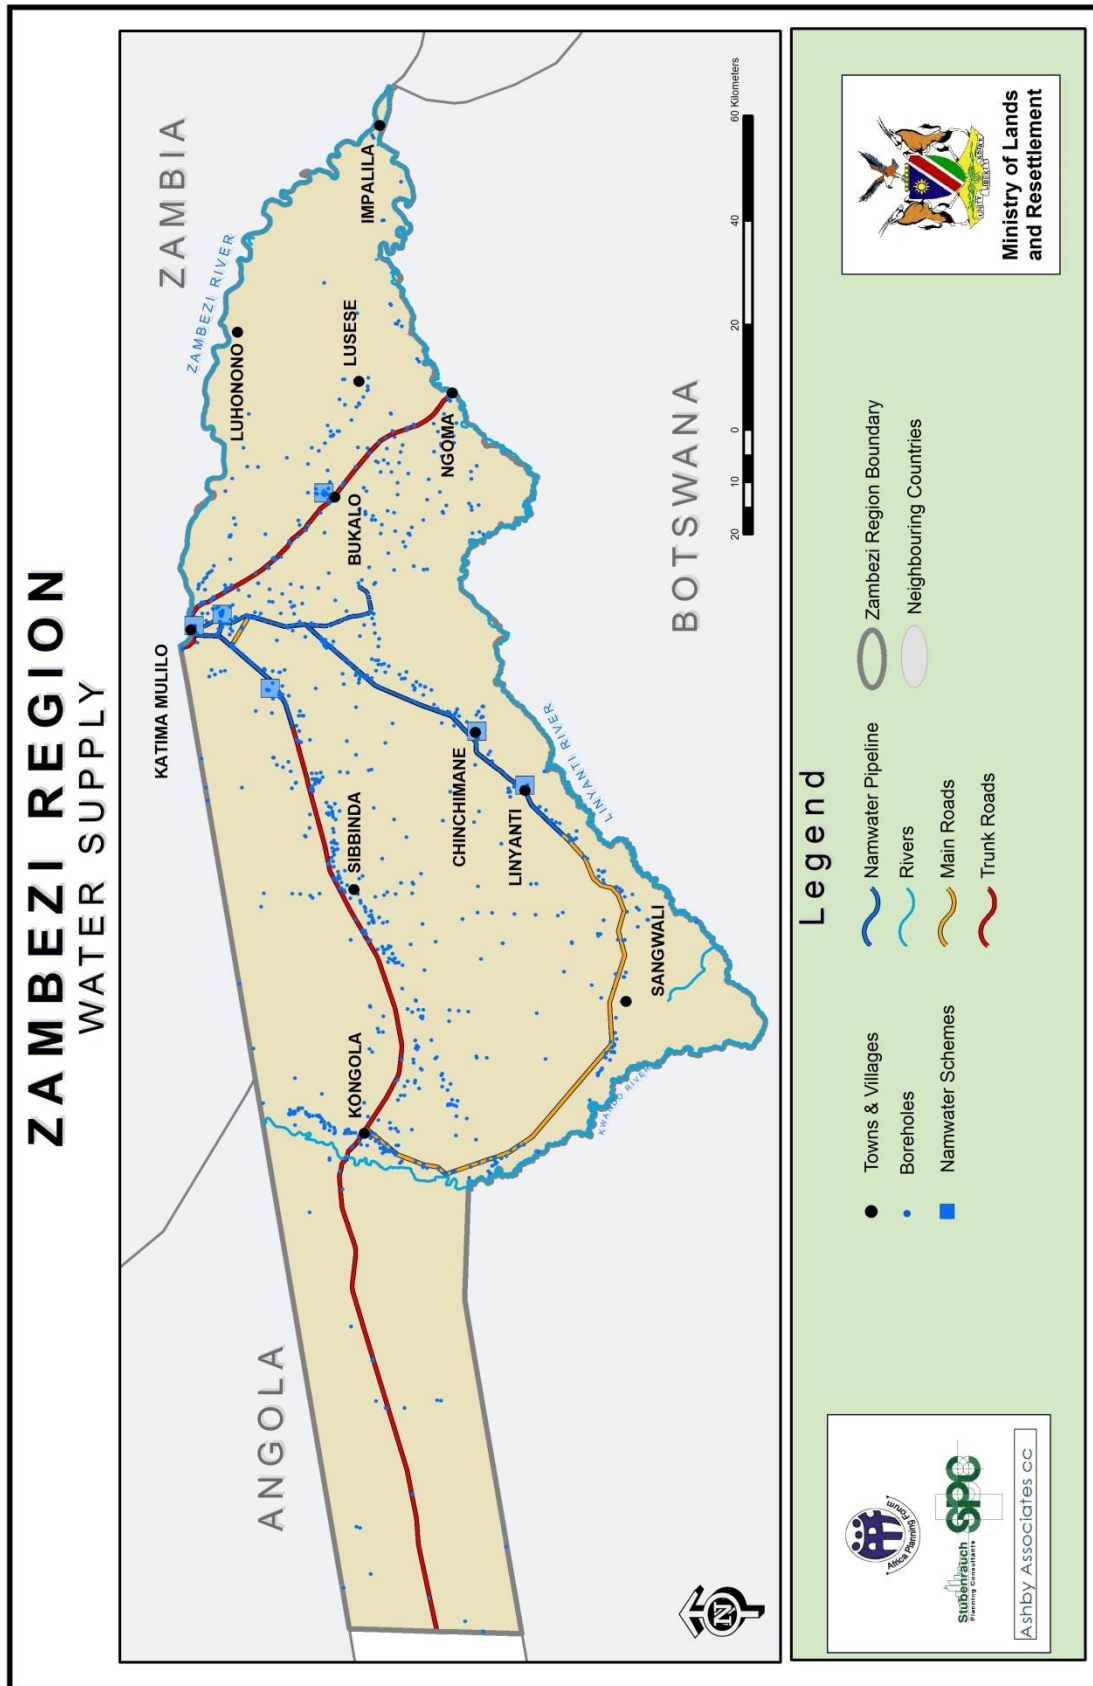 ZAMBEZI REGION
WATER SUPPLY
ANGOLA
ZAMBIA
BOTSWANA
ZAMBEZI RIVER
LINYANTI RIVER
KWANDO RIVER
KATIMA MULILO
LUHONONO
IMPALILA
LUSESE
BUKALO
NGOMA
SIBBINDA
KONGOLA
CHINCHIMANE
LINYANTI
SANGWALI
N
20 10 0 20 40 60 Kilometers
Legend
Towns & Villages
Boreholes
Namwater Schemes
Namwater Pipeline
Rivers
Main Roads
Trunk Roads
Zambezi Region Boundary
Neighbouring Countries
Africa Planning Forum
Stubenrauch
Planning Consultants
SPC
Ashby Associates cc
UNITY LIBERTY JUSTICE
Ministry of Lands
and Resettlement